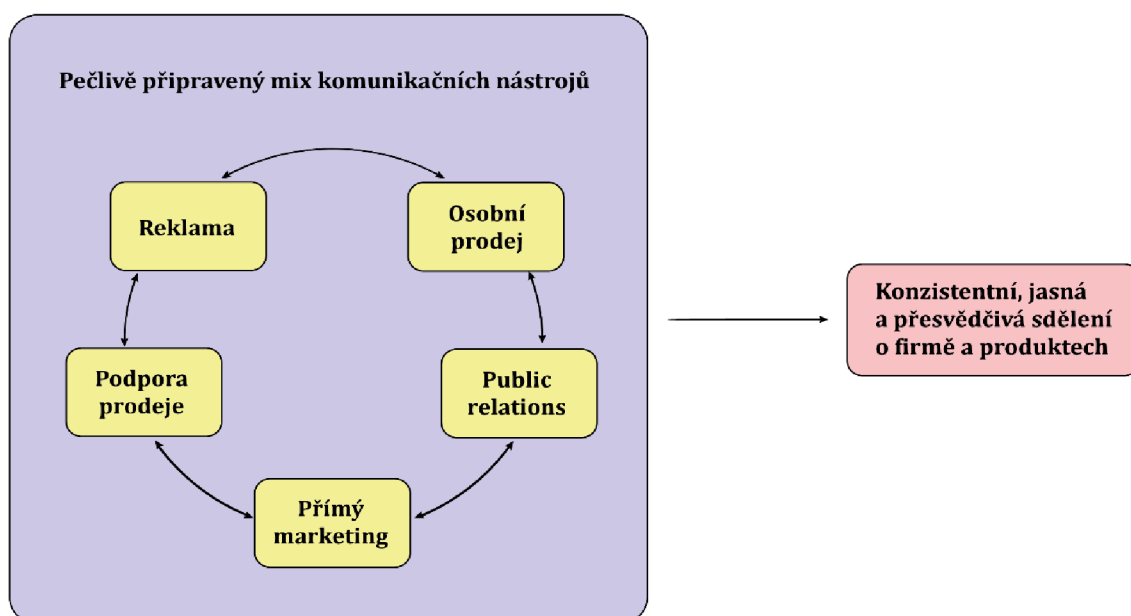 Pečlivě připravený mix komunikačních nástrojů
Reklama
Osobní
prodej
Podpora
prodeje
Public
relations
Přímý
marketing
Konzistentní, jasná
a přesvědčivá sdělení
o firmě a produktech